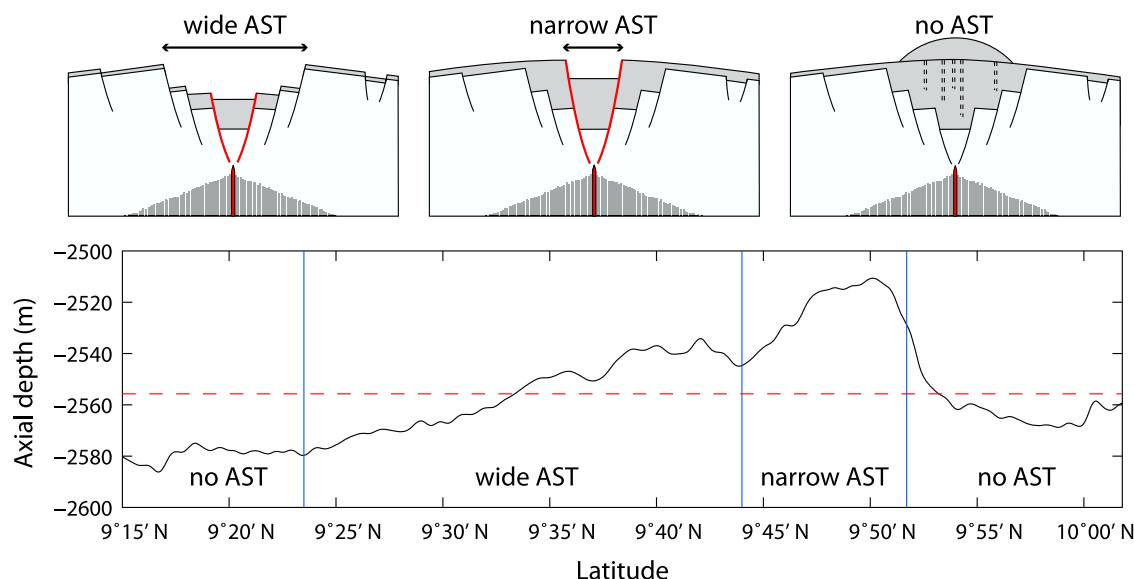 wide AST
narrow AST
no AST
−2500
−2520
−2540
−2560
−2580
−2600
Axial depth (m)
no AST
wide AST
narrow AST
no AST
9˚15′ N
9˚20′ N
9˚25′ N
9˚30′ N
9˚35′ N
9˚40′ N
9˚45′ N
9˚50′ N
9˚55′ N
10˚00′ N
Latitude